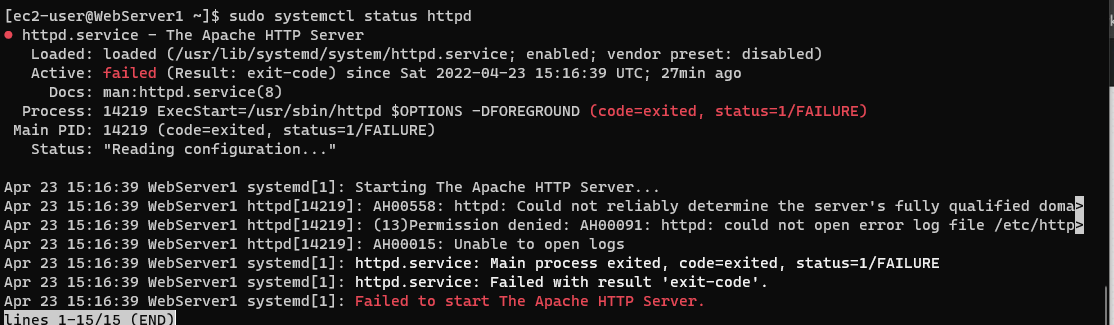 [ec2-user@WebServer1 ~]$ sudo systemctl status httpd
● httpd.service - The Apache HTTP Server
Loaded: loaded (/usr/lib/systemd/system/httpd.service; enabled; vendor preset: disabled)
Active: failed (Result: exit-code) since Sat 2022-04-23 15:16:39 UTC; 27min ago
Docs: man:httpd.service(8)
Process: 14219 ExecStart=/usr/sbin/httpd $OPTIONS -DFOREGROUND (code=exited, status=1/FAILURE)
Main PID: 14219 (code=exited, status=1/FAILURE)
Status: "Reading configuration..."
Apr 23 15:16:39 WebServer1 systemd[1]: Starting The Apache HTTP Server...
Apr 23 15:16:39 WebServer1 httpd[14219]: AH00558: httpd: Could not reliably determine the server's fully qualified doma>
Apr 23 15:16:39 WebServer1 httpd[14219]: (13)Permission denied: AH00091: httpd: could not open error log file /etc/http>
Apr 23 15:16:39 WebServer1 httpd[14219]: AH00015: Unable to open logs
Apr 23 15:16:39 WebServer1 systemd[1]: httpd.service: Main process exited, code=exited, status=1/FAILURE
Apr 23 15:16:39 WebServer1 systemd[1]: httpd.service: Failed with result 'exit-code'.
Apr 23 15:16:39 WebServer1 systemd[1]: Failed to start The Apache HTTP Server.
lines 1-15/15 (END)